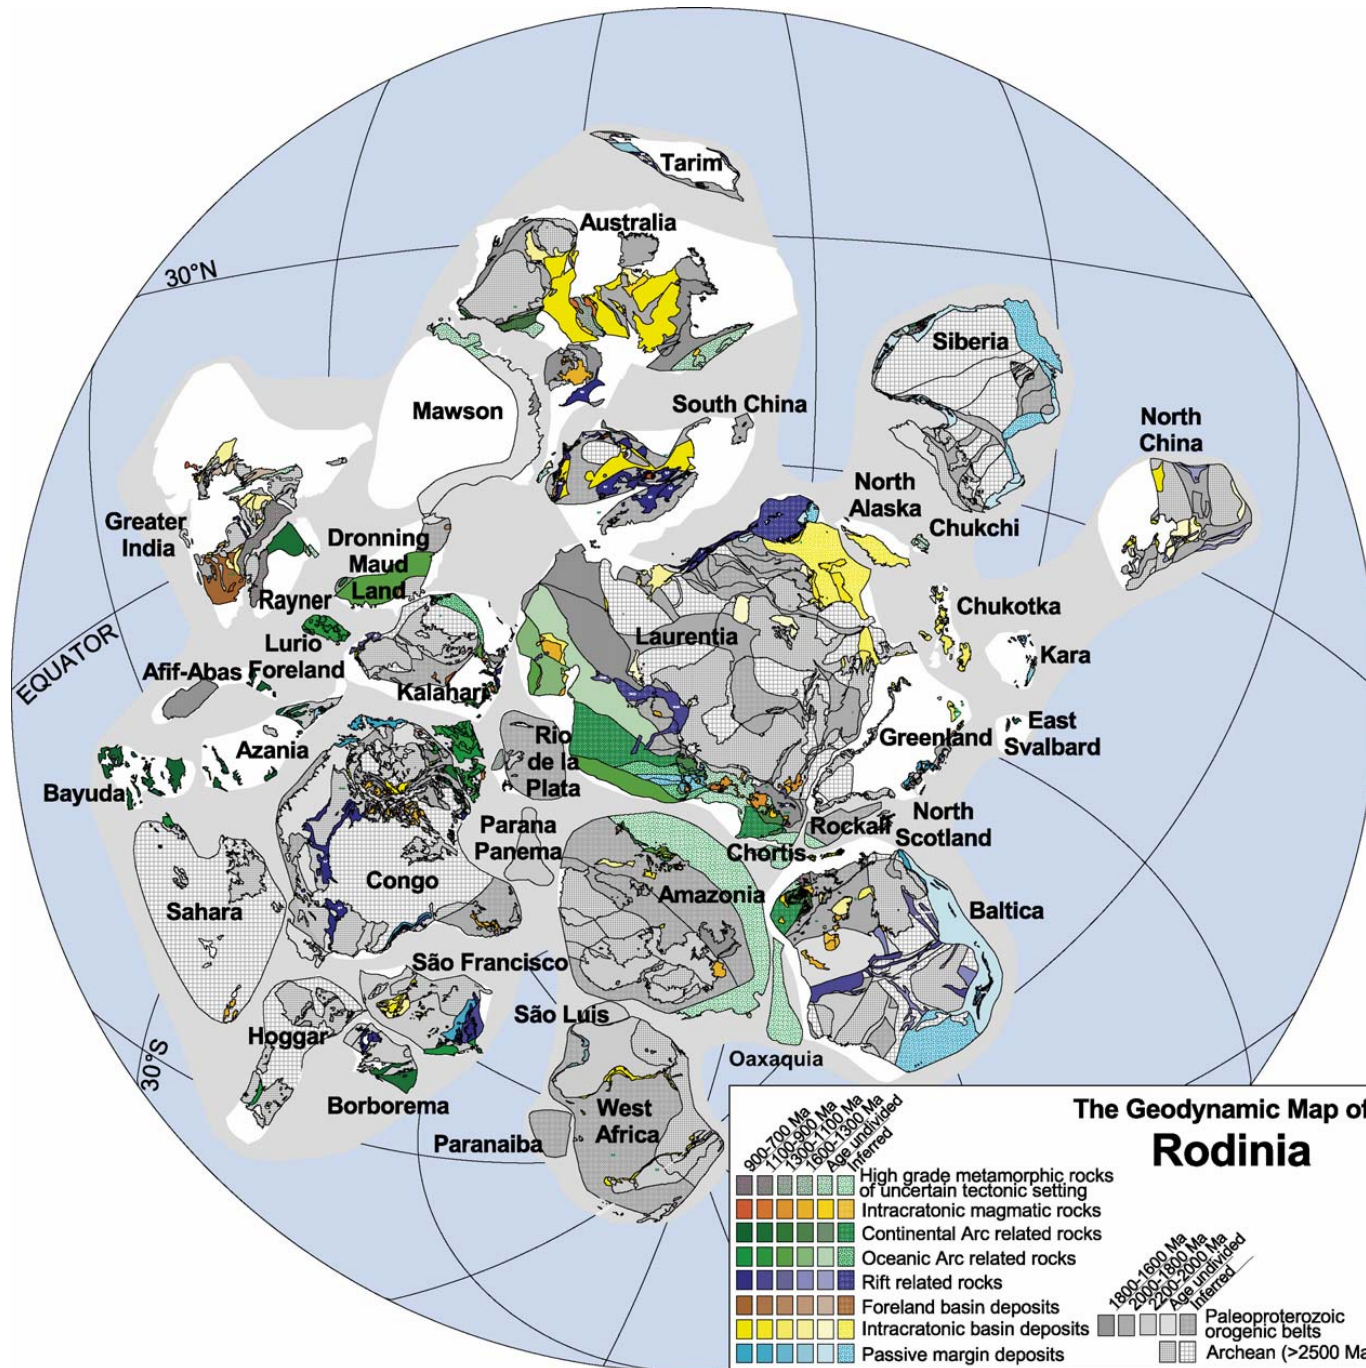 Tarim
Australia
30°N
Siberia
Mawson
South China
North
China
North
Alaska
Chukchi
Greater
India
Dronning
Maud
Land
Rayner
Chukotka
EQUATOR
Laurentia
Lurio
Foreland
Kara
Afif-Abas
Kalahari
Azania
Rio
de la
Plata
Greenland
East
Svalbard
Bayuda
Parana
Panema
Rockall
North
Scotland
Chortis
Congo
Amazonia
Sahara
Baltica
São Francisco
São Luis
Hoggar
Oaxaquia
30°S
Borborema
West
Africa
Paranaiba
The Geodynamic Map of
Rodinia
900-700 Ma
1100-900 Ma
1300-1100 Ma
1600-1300 Ma
Age undivided
Inferred
High grade metamorphic rocks
of uncertain tectonic setting
Intracratonic magmatic rocks
Continental Arc related rocks
Oceanic Arc related rocks
Rift related rocks
Foreland basin deposits
Intracratonic basin deposits
Passive margin deposits
1800-1600 Ma
2000-1800 Ma
2200-2000 Ma
Age undivided
Inferred
Paleoproterozoic
orogenic belts
Archean (>2500 Ma